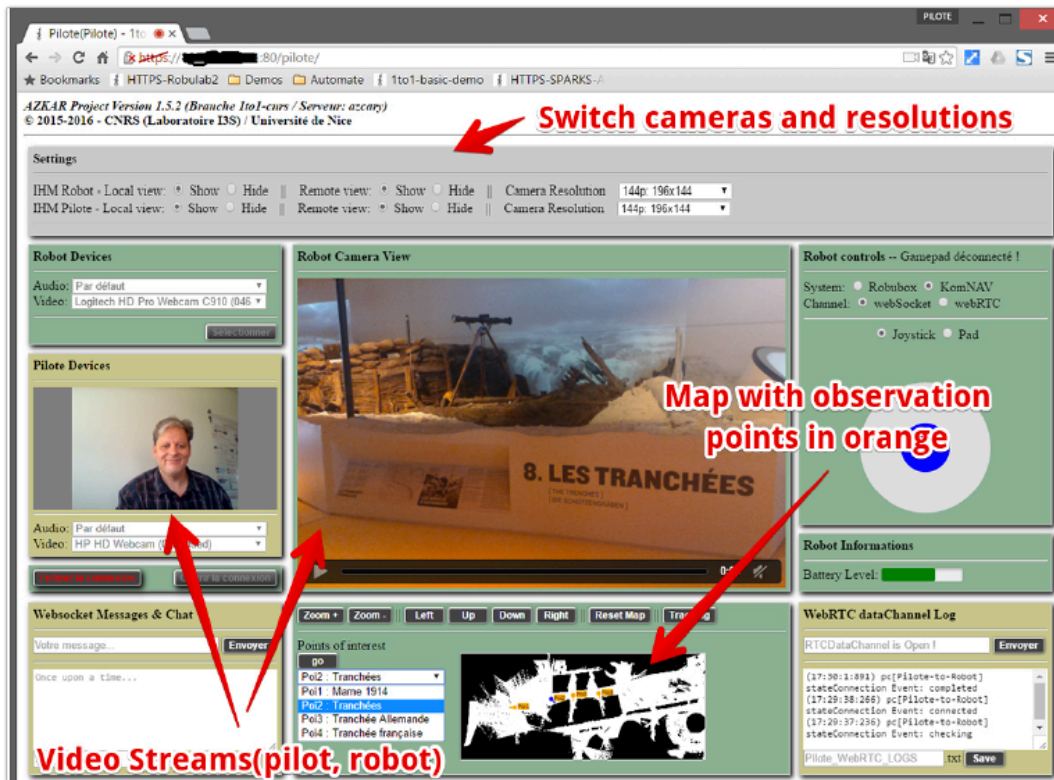 PILOTE
Pilote(Pilote) - 1to
https:// :80/pilote/
Bookmarks HTTPS-Robulab2 Demos Automate 1to1-basic-demo HTTPS-SPARKS-A
AZKAR Project Version 1.5.2 (Branche 1to1-cnrs / Serveur: azcary)
© 2015-2016 - CNRS (Laboratoire I3S) / Université de Nice
Switch cameras and resolutions
Settings
IHM Robot - Local view: Show Hide || Remote view: Show Hide || Camera Resolution 144p: 196x144
IHM Pilote - Local view: Show Hide || Remote view: Show Hide || Camera Resolution 144p: 196x144
Robot Devices
Audio: Par défaut
Video: Logitech HD Pro Webcam C910 (046
Sélectionner
Pilote Devices
Audio: Par défaut
Video: HP HD Webcam
la connexion
Websocket Messages & Chat
Votre message... Envoyer
Once upon a time...
Video Streams(pilot, robot)
Robot Camera View
8. LES TRANCHÉES
[THE TRENCHES]
[DIE SCHÜTZENGRABEN]
Zoom + Zoom - || Left Up Down Right || Reset Map ||
Points of interest
go
Poi2 : Tranchées
Poi1 : Marne 1914
Poi2 : Tranchées
Poi3 : Tranchée Allemande
Poi4 : Tranchée française
Map with observation
points in orange
Robot controls -- Gamepad déconnecté !
System: Robubox KomNAV
Channel: webSocket webRTC
Joystick Pad
Robot Informations
Battery Level:
WebRTC dataChannel Log
RTCDataChannel is Open ! Envoyer
(17:30:1:891) pc[Pilote-to-Robot]
stateConnection Event: completed
(17:29:38:266) pc[Pilote-to-Robot]
stateConnection Event: connected
(17:29:37:236) pc[Pilote-to-Robot]
stateConnection Event: checking
Pilote_WebRTC_LOGS .txt Save